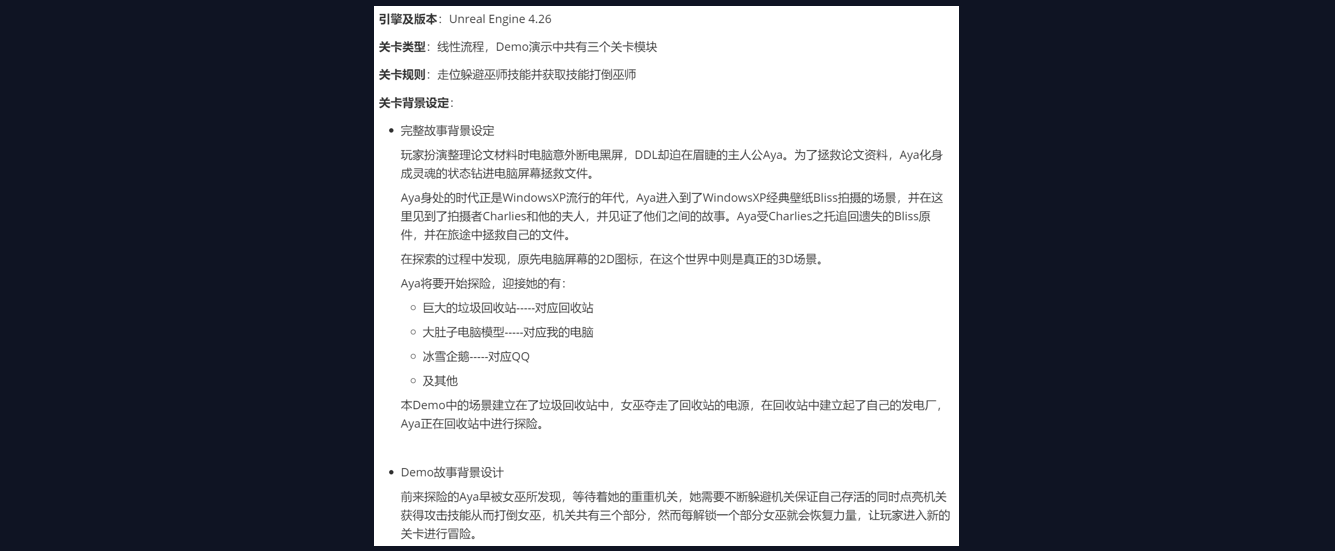 引擎及版本：Unreal Engine 4.26
关卡类型：线性流程，Demo演示中共有三个关卡模块
关卡规则：走位躲避巫师技能并获取技能打倒巫师
关卡背景设定：
• 完整故事背景设定
玩家扮演整理论文材料时电脑意外断电黑屏，DDL却迫在眉睫的主人公Aya。为了拯救论文资料，Aya化身
成灵魂的状态钻进电脑屏幕拯救文件。
Aya身处的时代正是WindowsXP流行的年代，Aya进入到了WindowsXP经典壁纸Bliss拍摄的场景，并在这
里见到了拍摄者Charlies和他的夫人，并见证了他们之间的故事。Aya受Charlies之托追回遗失的Bliss原
件，并在旅途中拯救自己的文件。
在探索的过程中发现，原先电脑屏幕的2D图标，在这个世界中则是真正的3D场景。
Aya将要开始探险，迎接她的有：
◦ 巨大的垃圾回收站-----对应回收站
◦ 大肚子电脑模型-----对应我的电脑
◦ 冰雪企鹅-----对应QQ
◦ 及其他
本Demo中的场景建立在了垃圾回收站中，女巫夺走了回收站的电源，在回收站中建立起了自己的发电厂，
Aya正在回收站中进行探险。
• Demo故事背景设计
前来探险的Aya早被女巫所发现，等待着她的重重机关，她需要不断躲避机关保证自己存活的同时点亮机关
获得攻击技能从而打倒女巫，机关共有三个部分，然而每解锁一个部分女巫就会恢复力量，让玩家进入新的
关卡进行冒险。